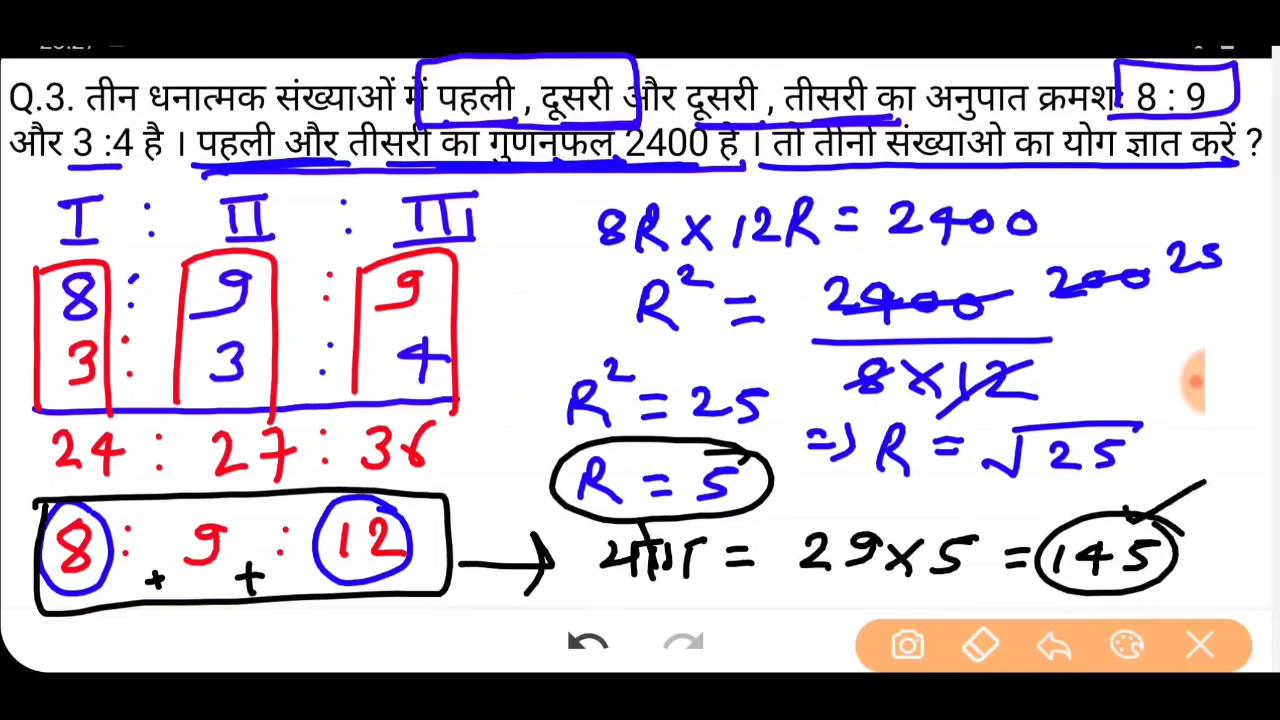 Q.3. तीन धनात्मक संख्याओं में पहली , दूसरी और दूसरी , तीसरी का अनुपात क्रमशः 8 : 9
और 3 :4 है । पहली और तीसरी का गुणनफल 2400 है । तो तीनो संख्याओ का योग ज्ञात करें ?
I : II : III
8 : 9 : 9
3 : 3 : 4
24 : 27 : 36
8 : 9 : 12
+ +
8R × 12R = 2400
R² = 2400 200 25
8 × 12
R² = 25
⇒ R = √25
R = 5
योग = 29 × 5 = 145